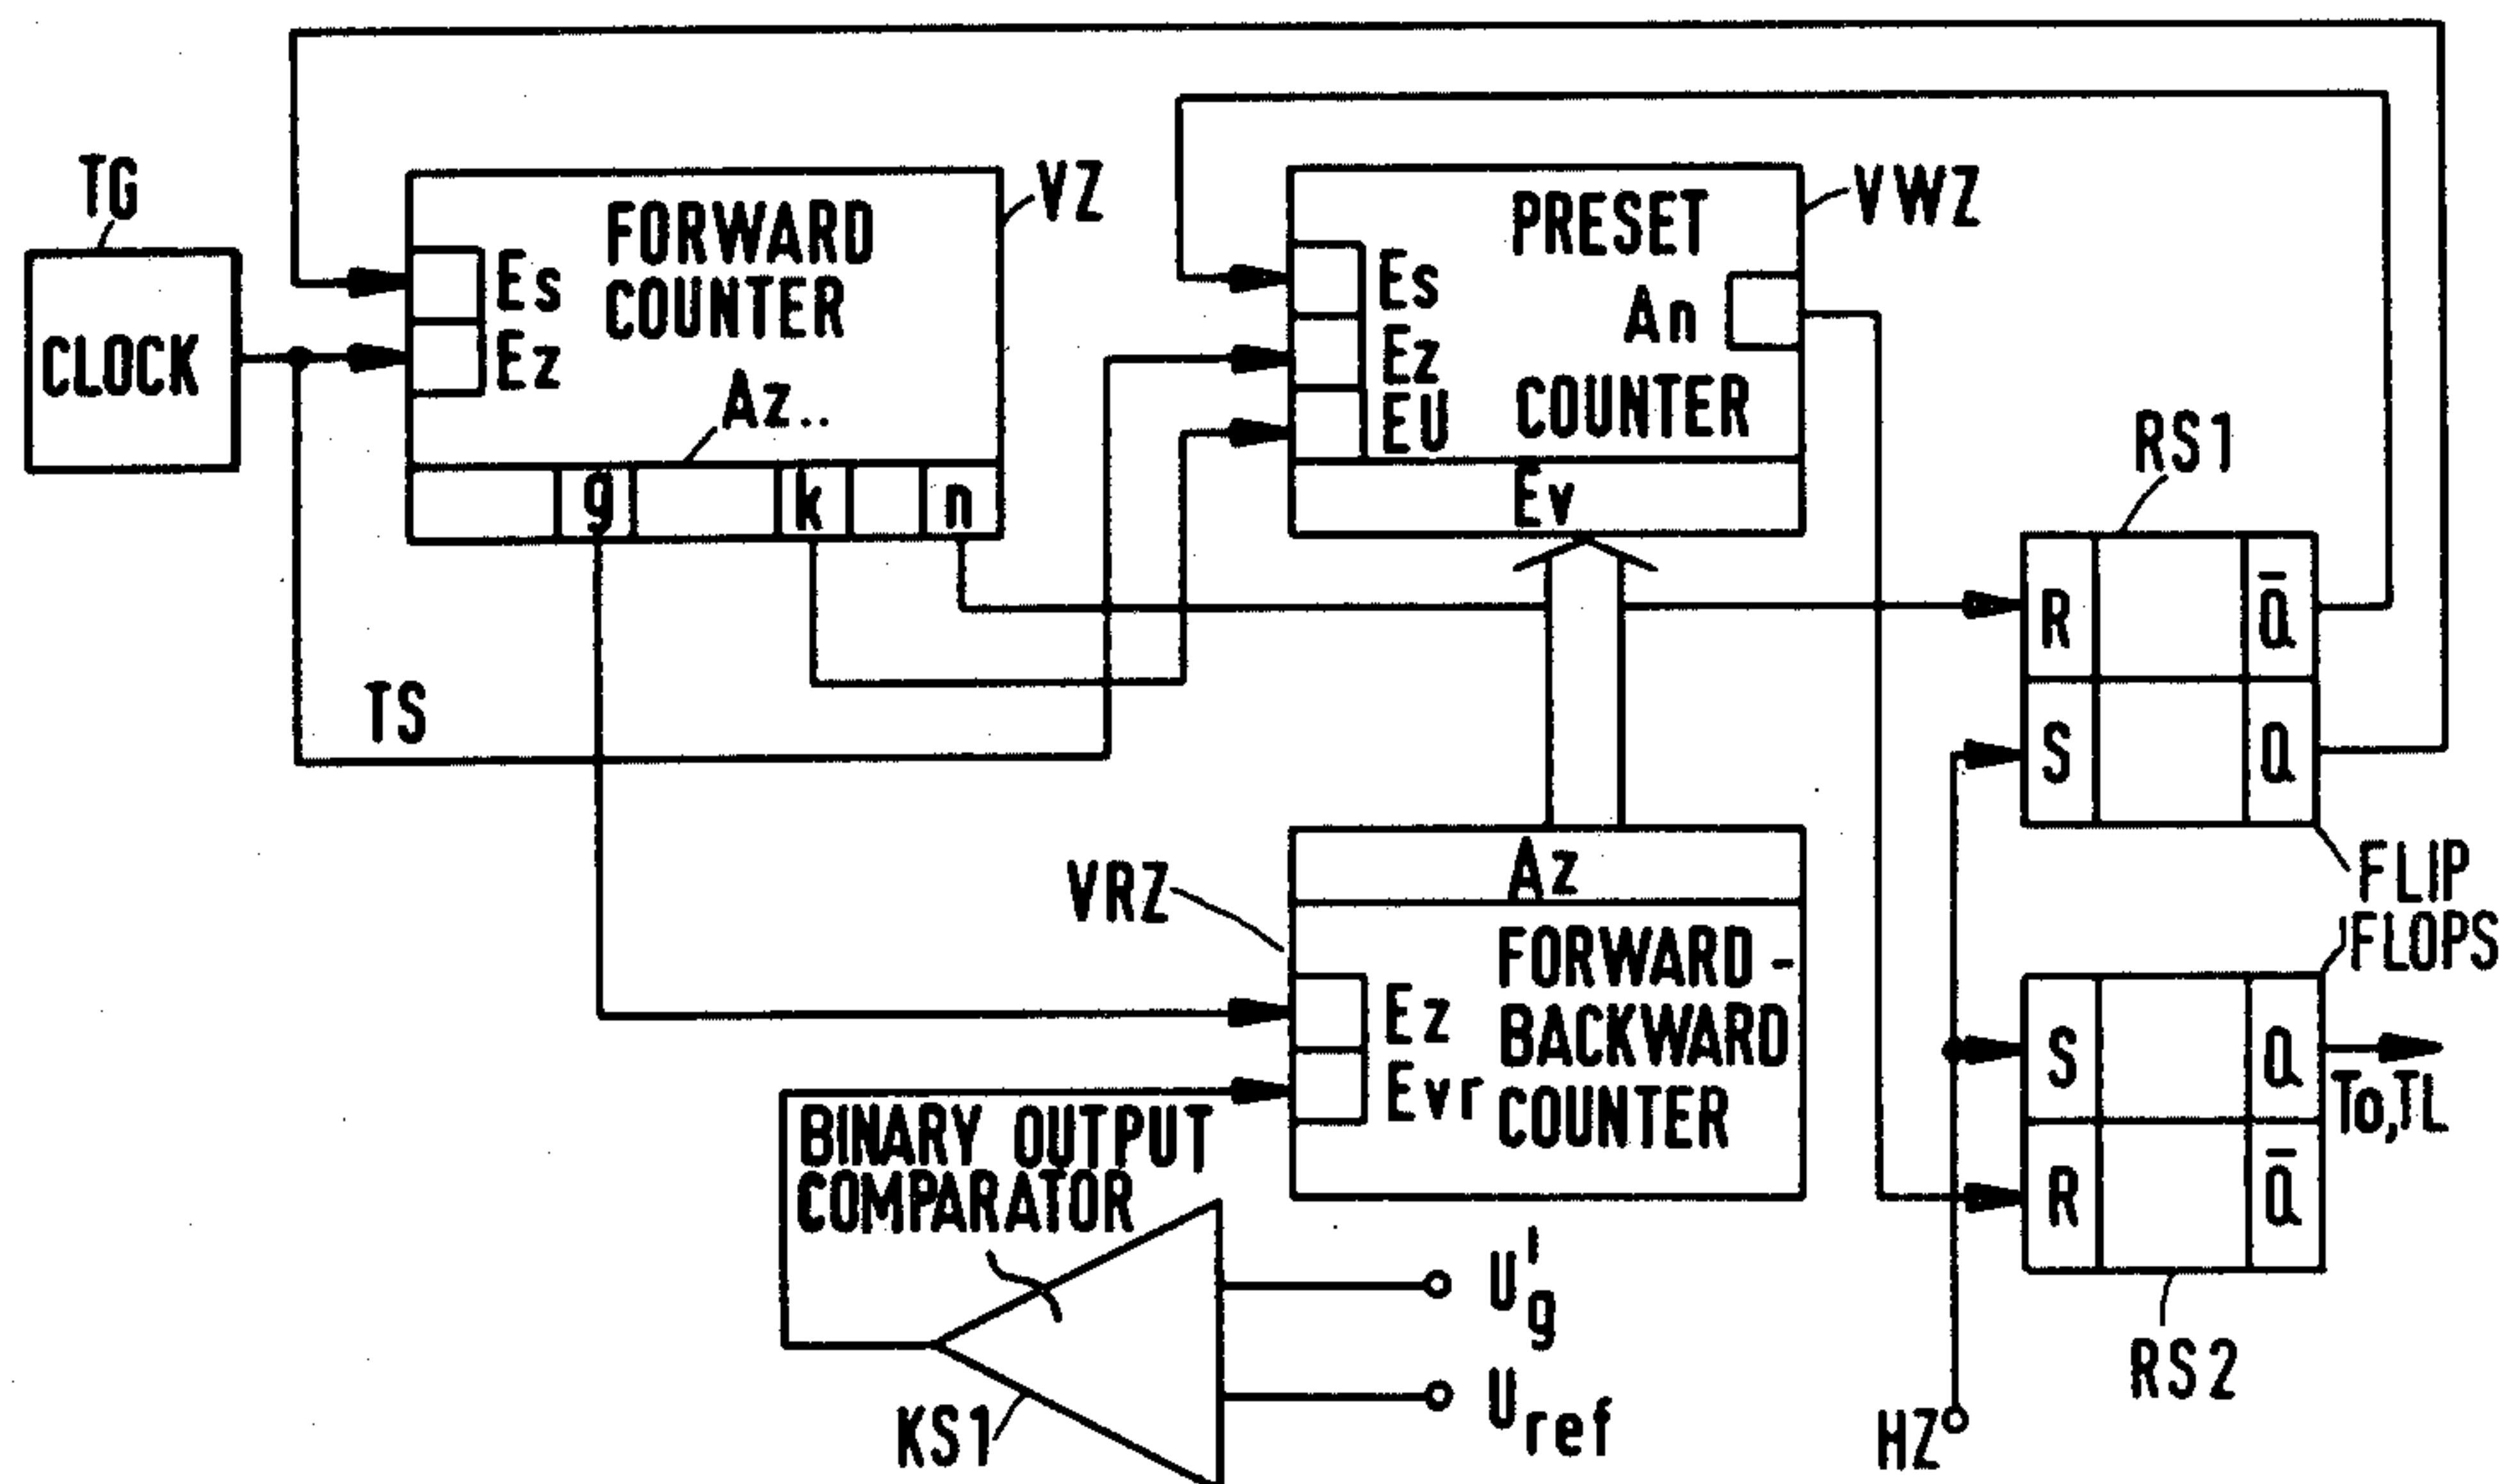 TG
CLOCK
Es
Ez
FORWARD
COUNTER
Az..
g
k
n
VZ
Es
Ez
EU
PRESET
An
COUNTER
Ev
VWZ
RS1
R
Q̄
S
Q
TS
FLIP
FLOPS
VRZ
Az
Ez
Evr
FORWARD-
BACKWARD
COUNTER
BINARY OUTPUT
COMPARATOR
KS1
U'g
Uref
S
Q
R
Q̄
To,TL
RS2
HZ